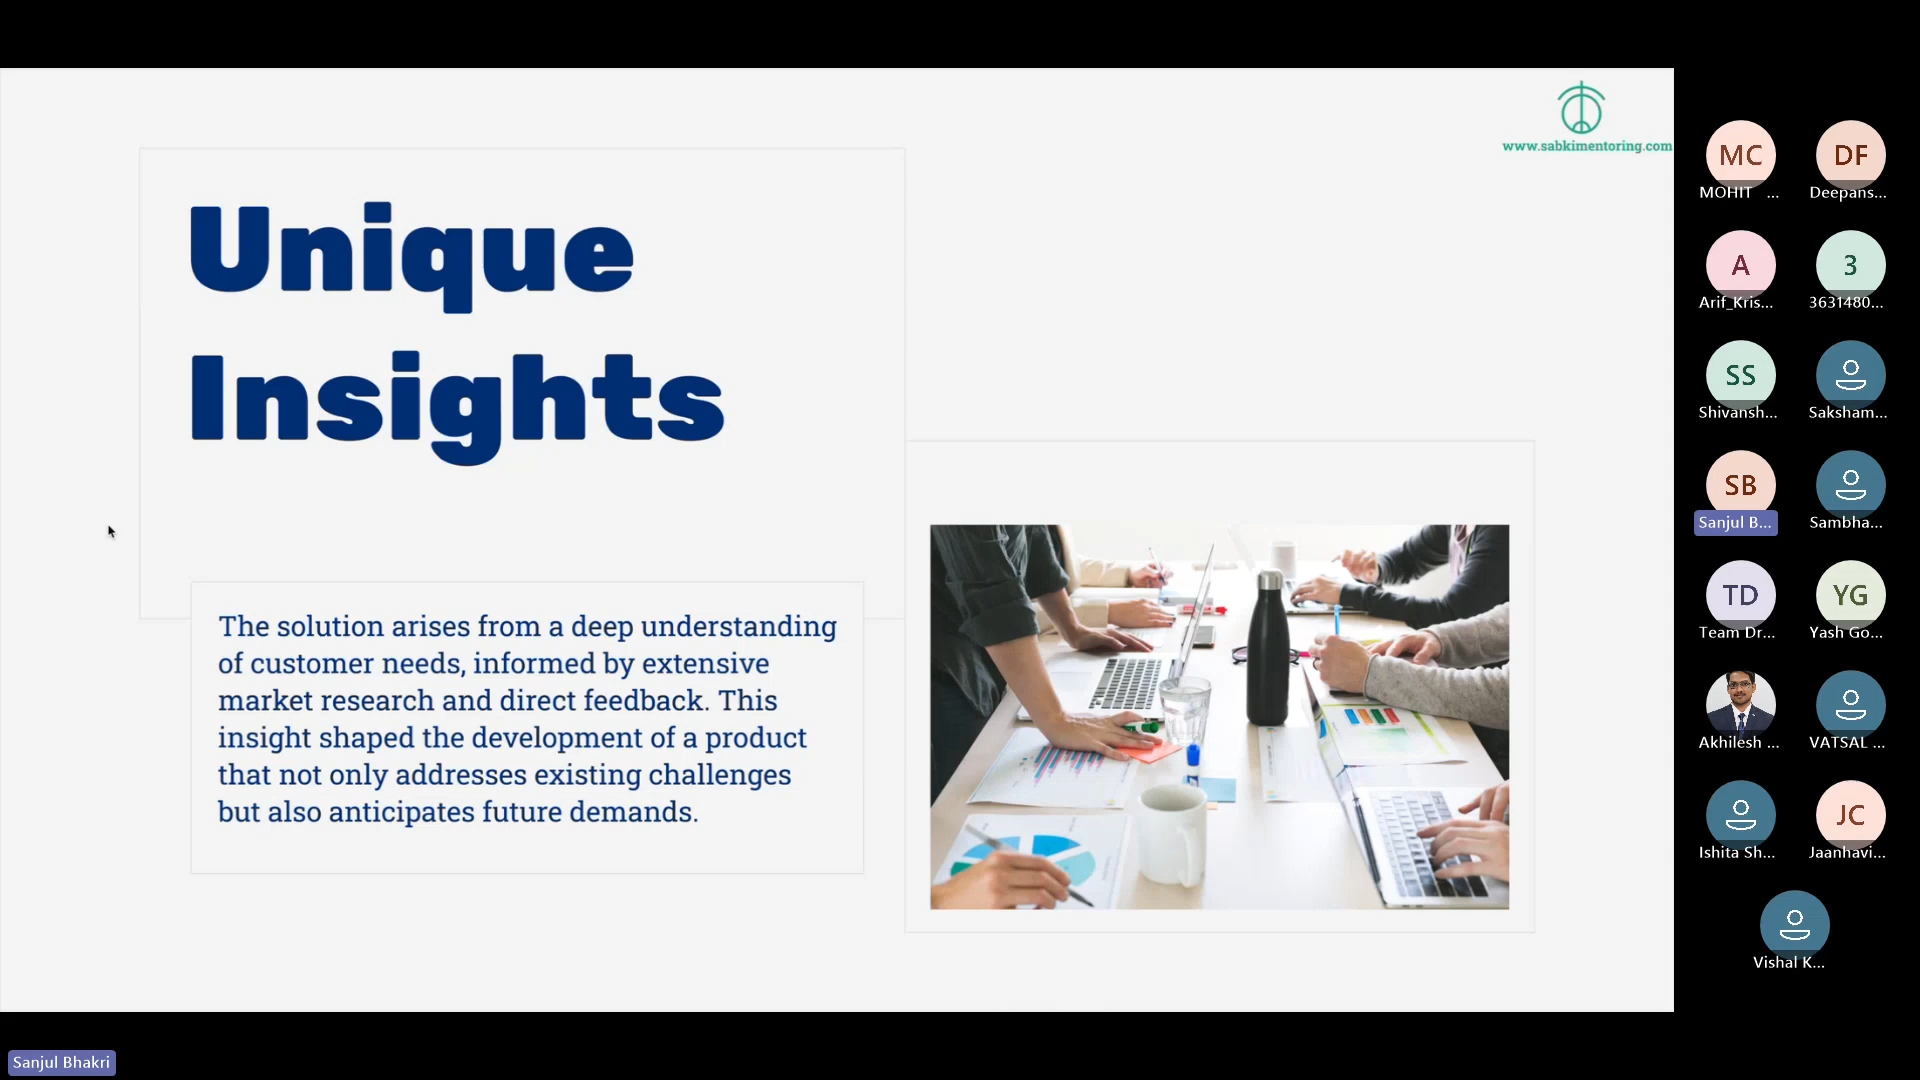 www.sabkimentoring.com
Unique
Insights
The solution arises from a deep understanding
of customer needs, informed by extensive
market research and direct feedback. This
insight shaped the development of a product
that not only addresses existing challenges
but also anticipates future demands.
MC
MOHIT ...
DF
Deepans...
A
Arif_Kris...
3
3631480...
SS
Shivansh...
Saksham...
SB
Sanjul B...
Sambha...
TD
Team Dr...
YG
Yash Go...
Akhilesh ...
VATSAL ...
Ishita Sh...
JC
Jaanhavi...
Vishal K...
Sanjul Bhakri